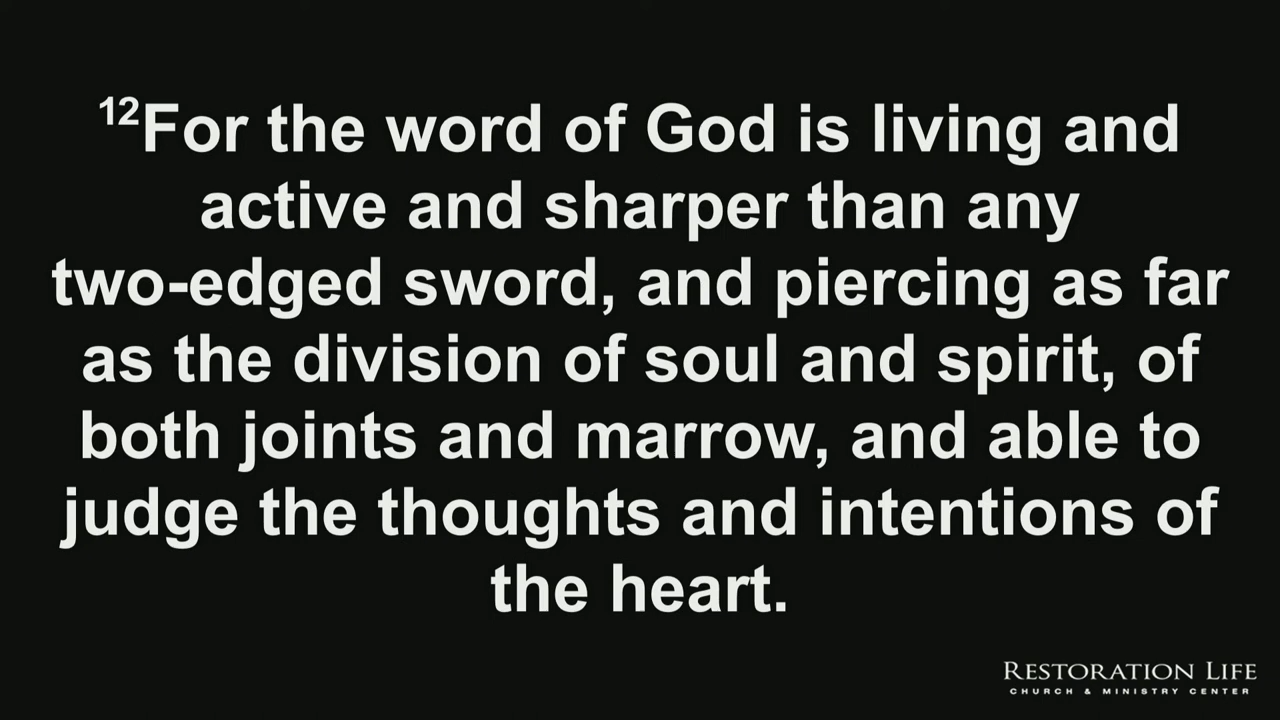 ¹²For the word of God is living and
active and sharper than any
two-edged sword, and piercing as far
as the division of soul and spirit, of
both joints and marrow, and able to
judge the thoughts and intentions of
the heart.
RESTORATION LIFE
CHURCH & MINISTRY CENTER